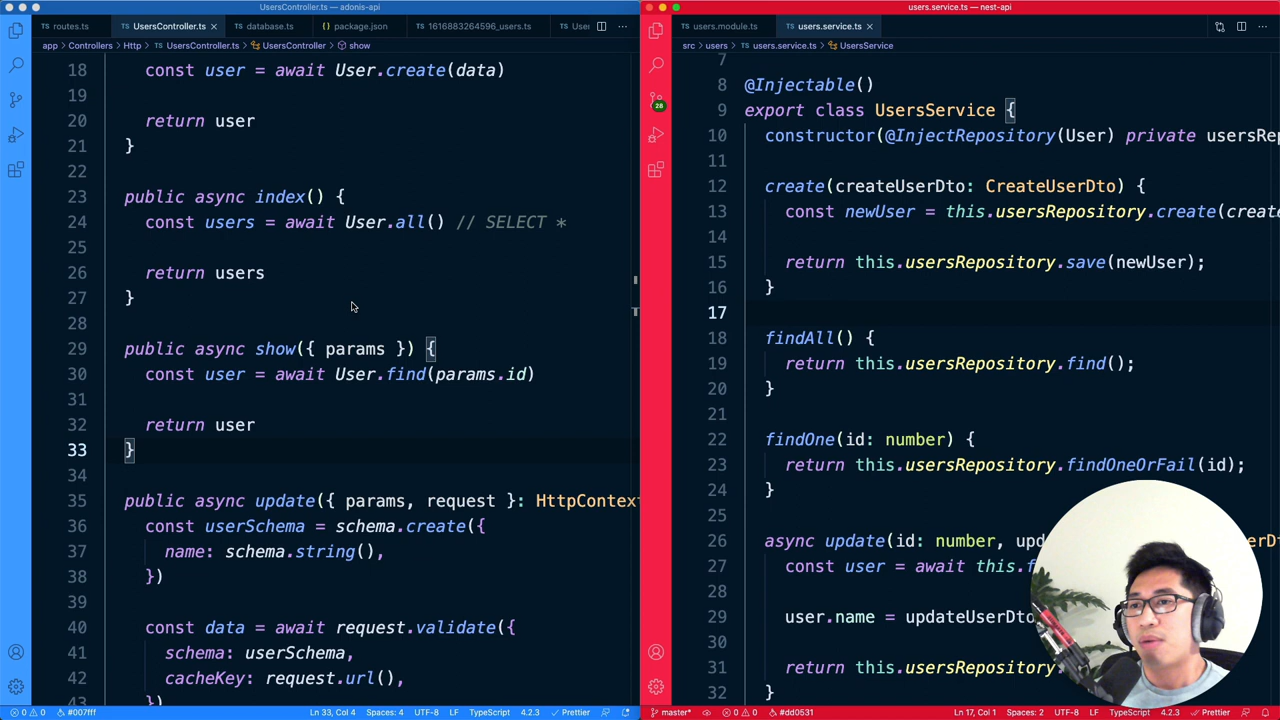 UsersController.ts — adonis-api
routes.ts
UsersController.ts
database.ts
package.json
1616883264596_users.ts
app > Controllers > Http > UsersController.ts > UsersController > show
18 const user = await User.create(data)
19
20 return user
21 }
22
23 public async index() {
24 const users = await User.all() // SELECT *
25
26 return users
27 }
28
29 public async show({ params }) {
30 const user = await User.find(params.id)
31
32 return user
33 }
34
35 public async update({ params, request }: HttpContext
36 const userSchema = schema.create({
37 name: schema.string(),
38 })
39
40 const data = await request.validate({
41 schema: userSchema,
42 cacheKey: request.url(),
43 })
0 0 #007fff Ln 33, Col 4 Spaces: 4 UTF-8 LF TypeScript 4.2.3 Prettier
users.service.ts — nest-api
users.module.ts
users.service.ts
src > users > users.service.ts > UsersService
7
8 @Injectable()
9 export class UsersService {
10 constructor(@InjectRepository(User) private usersRe
11
12 create(createUserDto: CreateUserDto) {
13 const newUser = this.usersRepository.create(creat
14
15 return this.usersRepository.save(newUser);
16 }
17
18 findAll() {
19 return this.usersRepository.find();
20 }
21
22 findOne(id: number) {
23 return this.usersRepository.findOneOrFail(id);
24 }
25
26 async update(id: number, upd
27 const user = await this.f
28
29 user.name = updateUserDto
30
31 return this.usersRepository.
32 }
28
master* 0 0 #dd0531 Ln 17, Col 1 Spaces: 2 UTF-8 LF TypeScript 4.2.3 Prettier